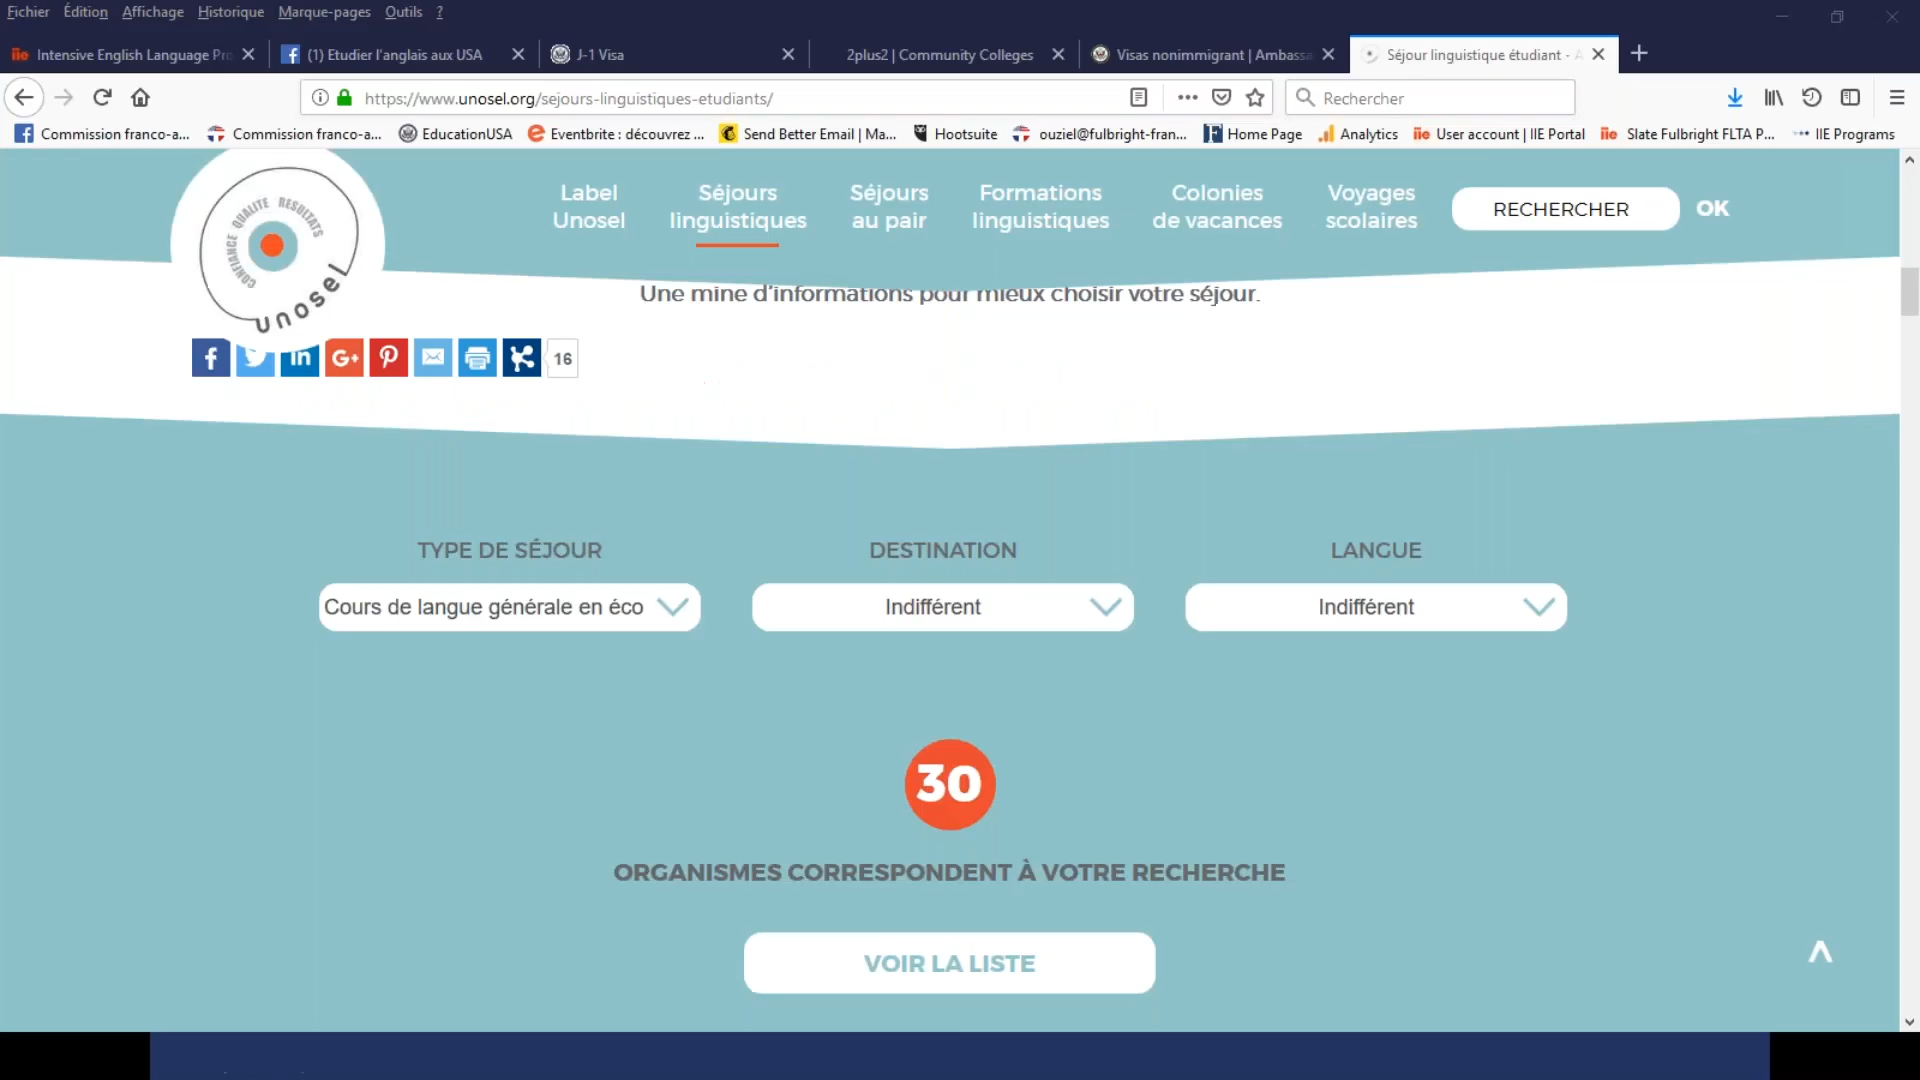 Fichier Édition Affichage Historique Marque-pages Outils ?
iie Intensive English Language Pro
(1) Etudier l'anglais aux USA
J-1 Visa
2plus2 | Community Colleges
Visas nonimmigrant | Ambassa
Séjour linguistique étudiant - A
https://www.unosel.org/sejours-linguistiques-etudiants/
Rechercher
Commission franco-a...
Commission franco-a...
EducationUSA
Eventbrite : découvrez ...
Send Better Email | Ma...
Hootsuite
ouziel@fulbright-fran...
Home Page
Analytics
iie User account | IIE Portal
iie Slate Fulbright FLTA P...
IIE Programs
CONFIANCE QUALITE RESULTATS
unosel
Label
Unosel
Séjours
linguistiques
Séjours
au pair
Formations
linguistiques
Colonies
de vacances
Voyages
scolaires
RECHERCHER
OK
Une mine d'informations pour mieux choisir votre séjour.
16
TYPE DE SÉJOUR
DESTINATION
LANGUE
Cours de langue générale en éco
Indifférent
Indifférent
30
ORGANISMES CORRESPONDENT À VOTRE RECHERCHE
VOIR LA LISTE